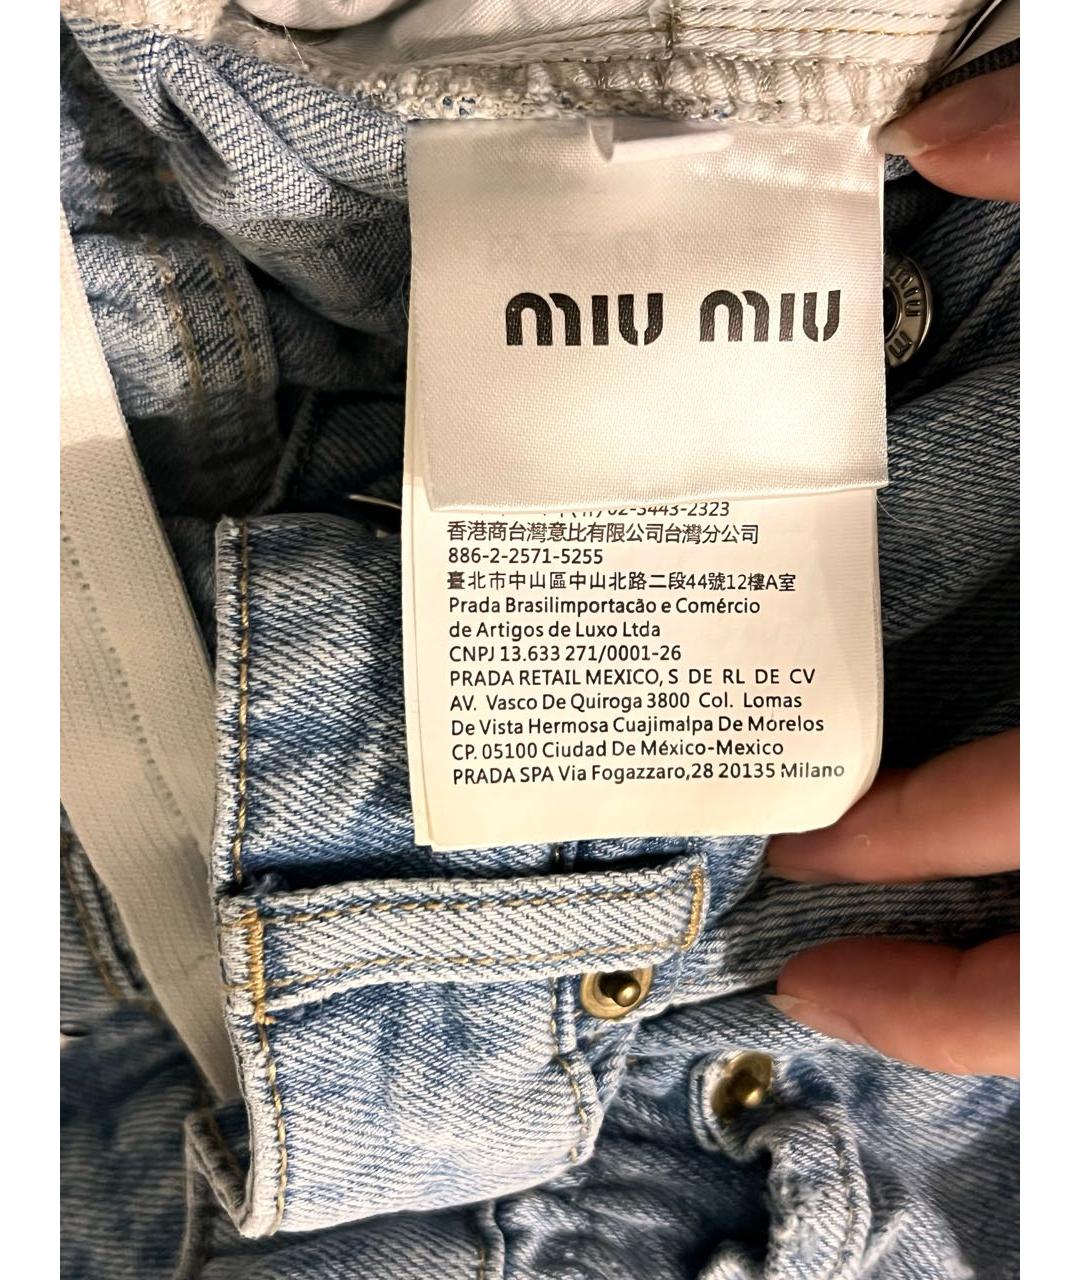 miu miu
miu
02-5443-2323
香港商台灣意比有限公司台灣分公司
886-2-2571-5255
臺北市中山區中山北路二段44號12樓A室
Prada Brasilimportacão e Comércio
de Artigos de Luxo Ltda
CNPJ 13.633 271/0001-26
PRADA RETAIL MEXICO, S DE RL DE CV
AV. Vasco De Quiroga 3800 Col. Lomas
De Vista Hermosa Cuajimalpa De Morelos
CP. 05100 Ciudad De México-Mexico
PRADA SPA Via Fogazzaro,28 20135 Milano